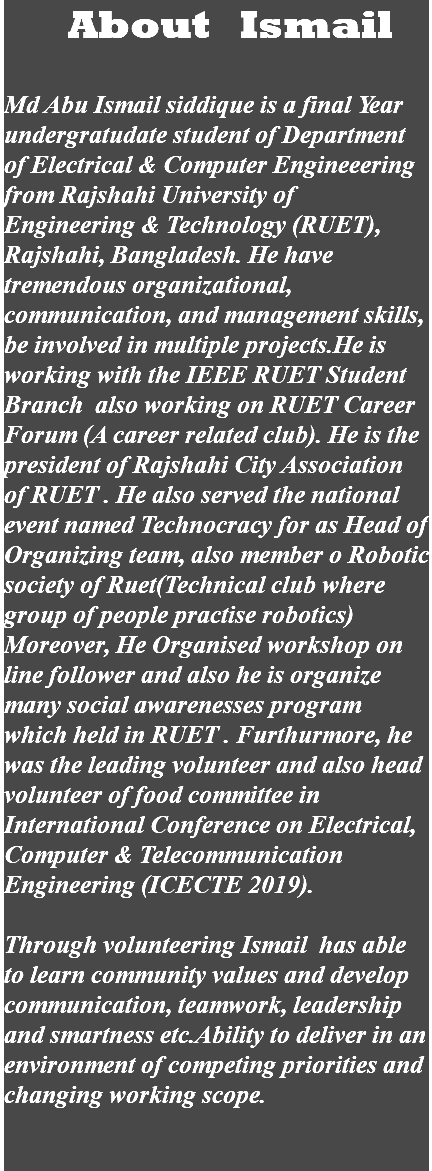 About Ismail
Md Abu Ismail siddique is a final Year
undergratudate student of Department
of Electrical & Computer Engineeering
from Rajshahi University of
Engineering & Technology (RUET),
Rajshahi, Bangladesh. He have
tremendous organizational,
communication, and management skills,
be involved in multiple projects.He is
working with the IEEE RUET Student
Branch also working on RUET Career
Forum (A career related club). He is the
president of Rajshahi City Association
of RUET . He also served the national
event named Technocracy for as Head of
Organizing team, also member o Robotic
society of Ruet(Technical club where
group of people practise robotics)
Moreover, He Organised workshop on
line follower and also he is organize
many social awarenesses program
which held in RUET . Furthurmore, he
was the leading volunteer and also head
volunteer of food committee in
International Conference on Electrical,
Computer & Telecommunication
Engineering (ICECTE 2019).
Through volunteering Ismail has able
to learn community values and develop
communication, teamwork, leadership
and smartness etc.Ability to deliver in an
environment of competing priorities and
changing working scope.